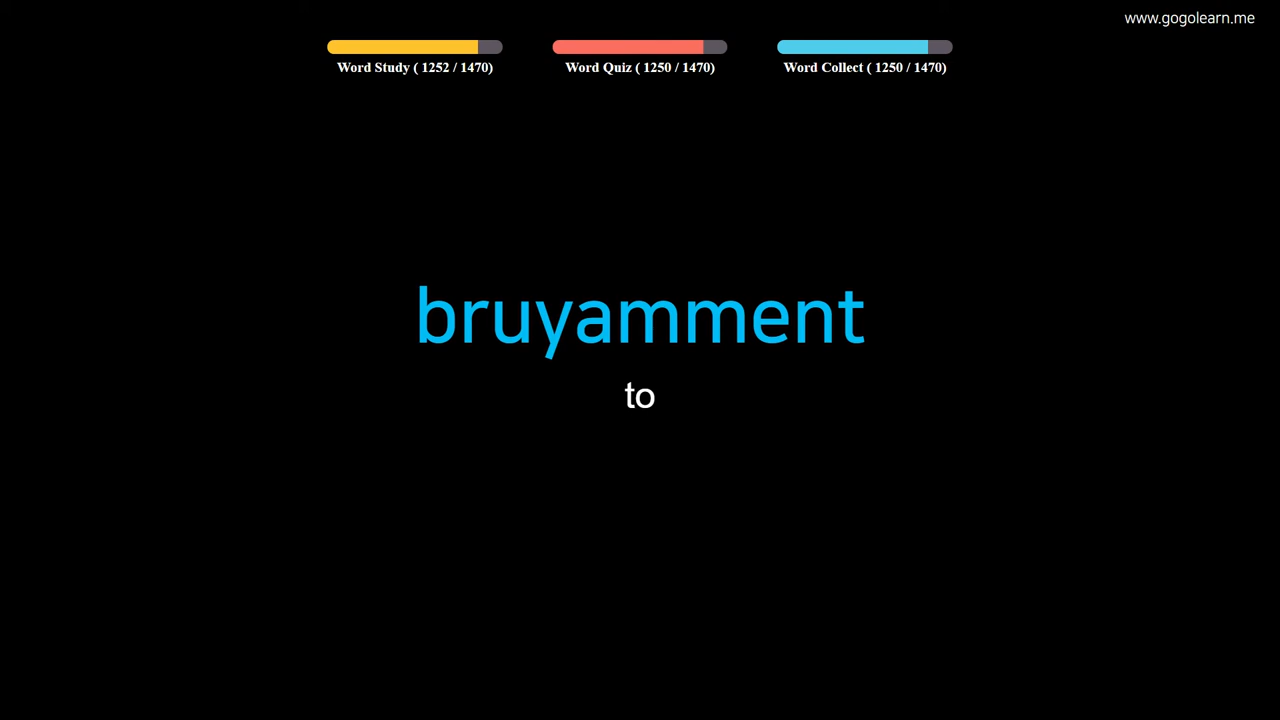 www.gogolearn.me
Word Study ( 1252 / 1470)
Word Quiz ( 1250 / 1470)
Word Collect ( 1250 / 1470)
bruyamment
to